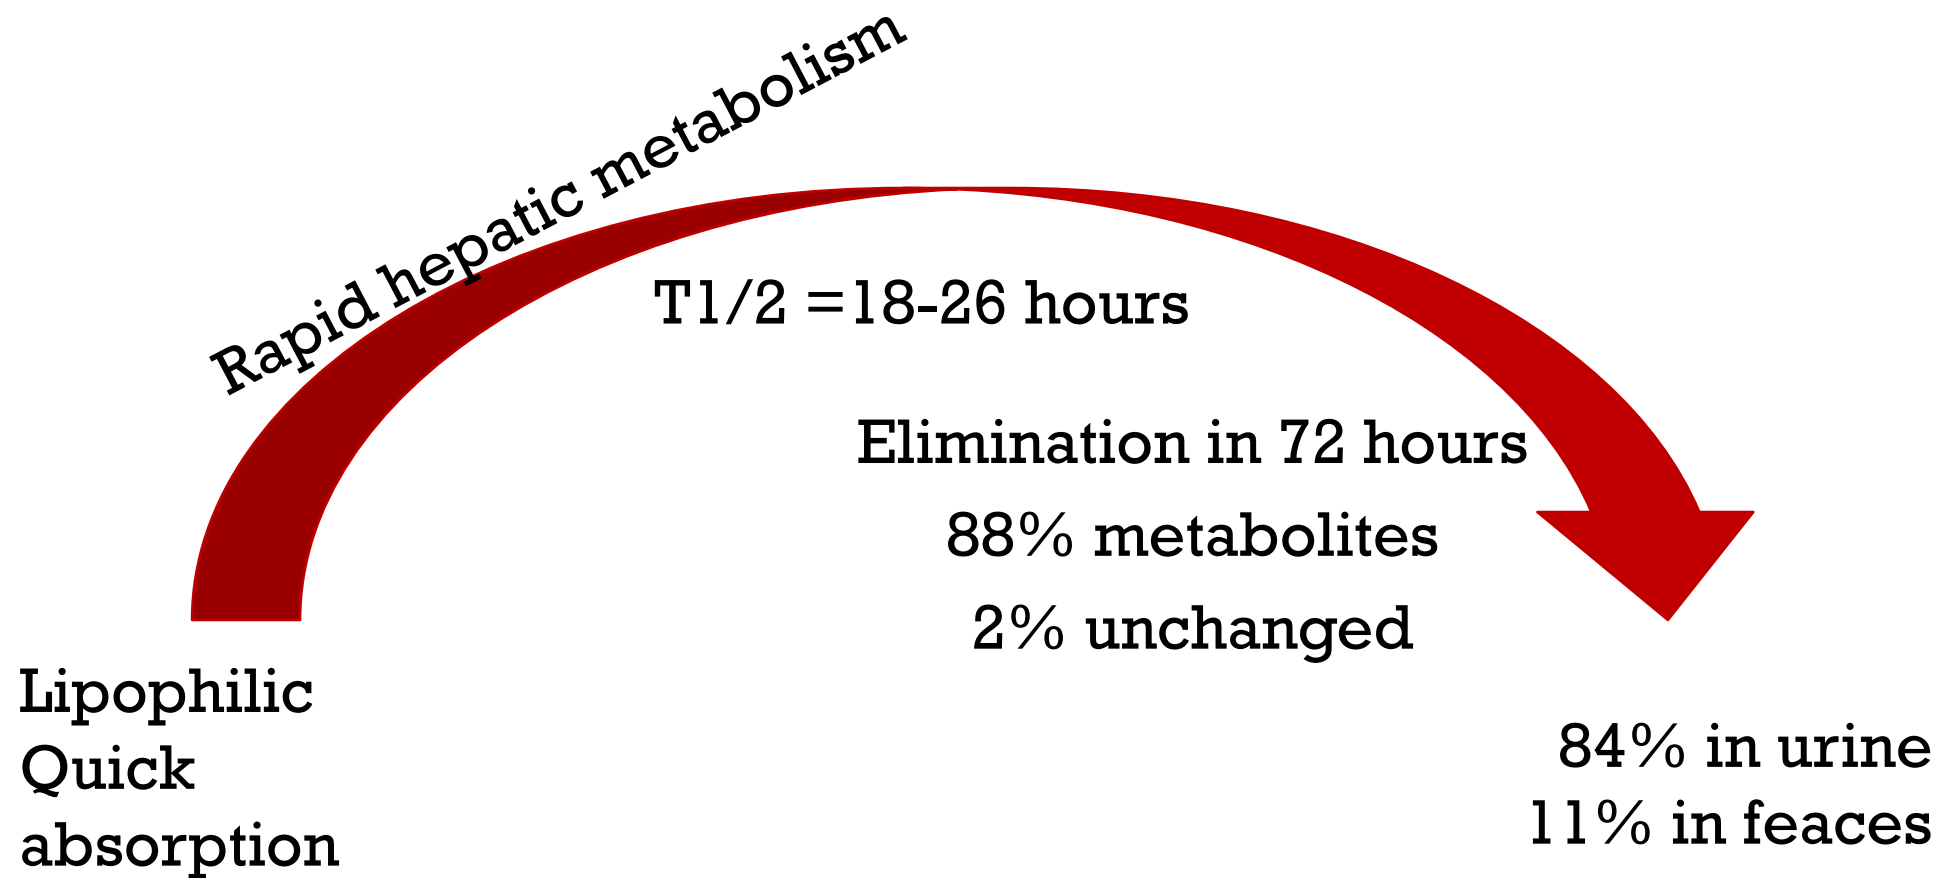 Rapid hepatic metabolism
T1/2 =18-26 hours
Elimination in 72 hours
88% metabolites
2% unchanged
Lipophilic
Quick
absorption
84% in urine
11% in feaces